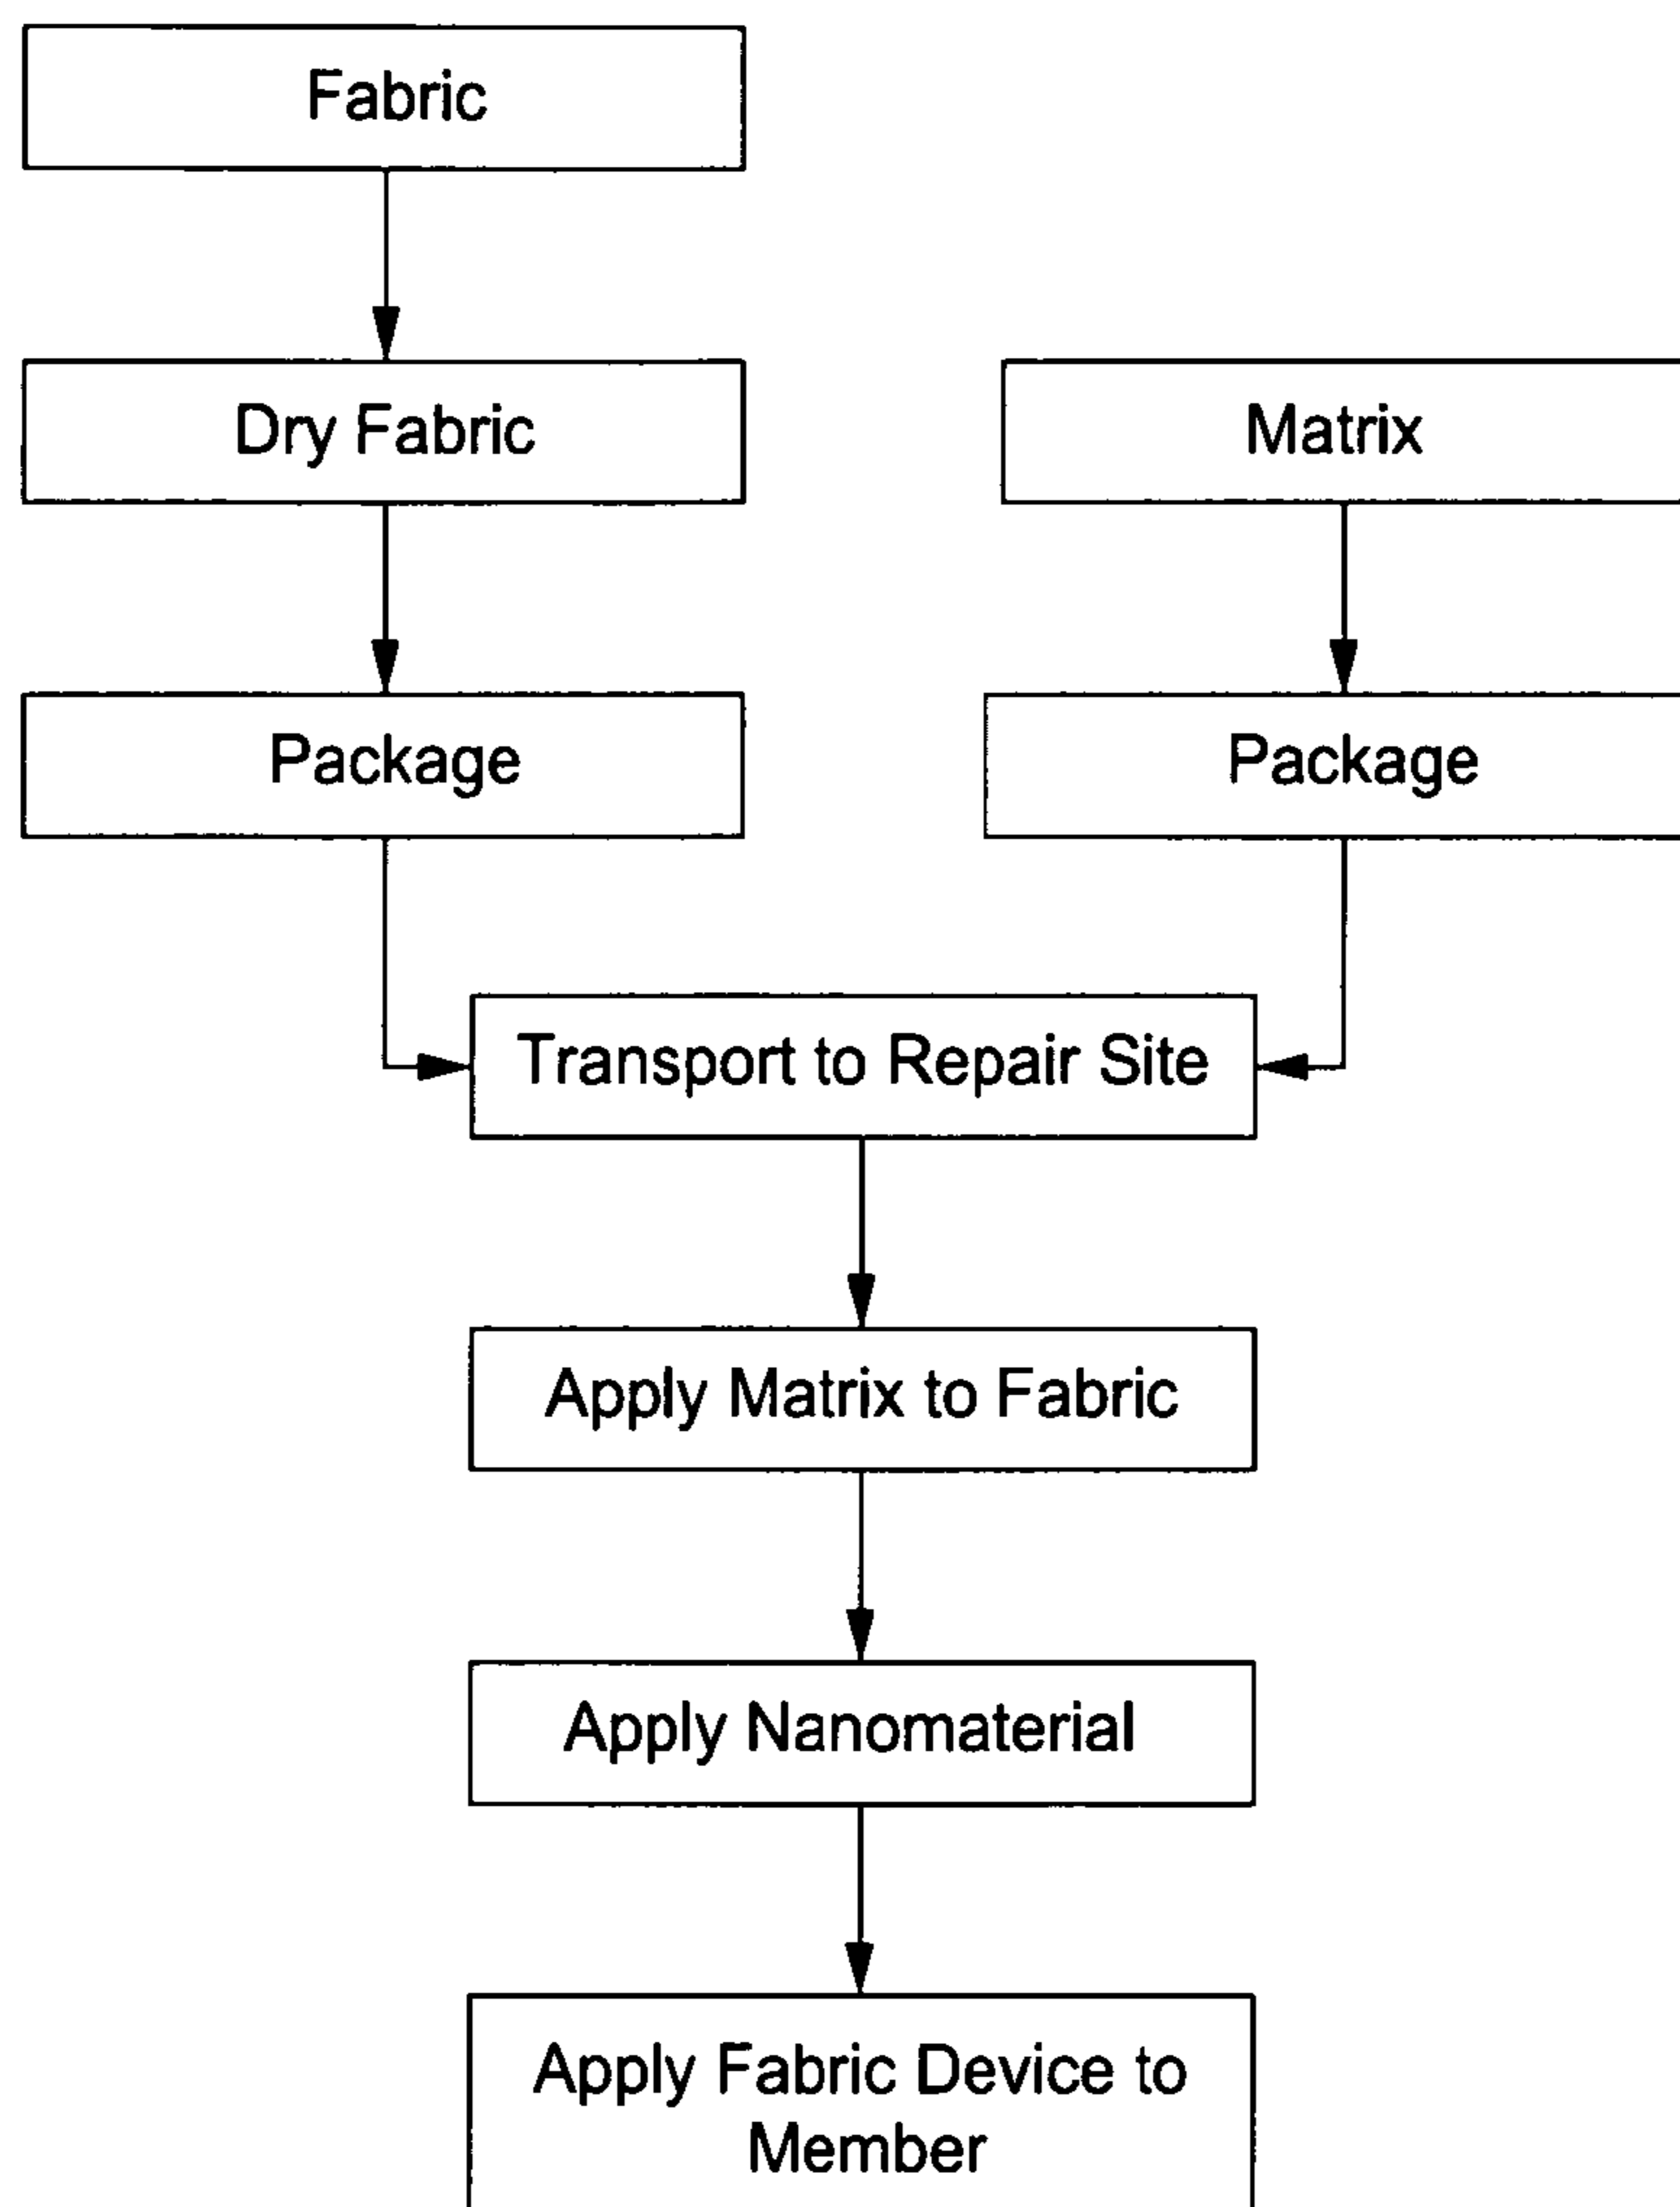 Fabric
Dry Fabric
Matrix
Package
Package
Transport to Repair Site
Apply Matrix to Fabric
Apply Nanomaterial
Apply Fabric Device to
Member